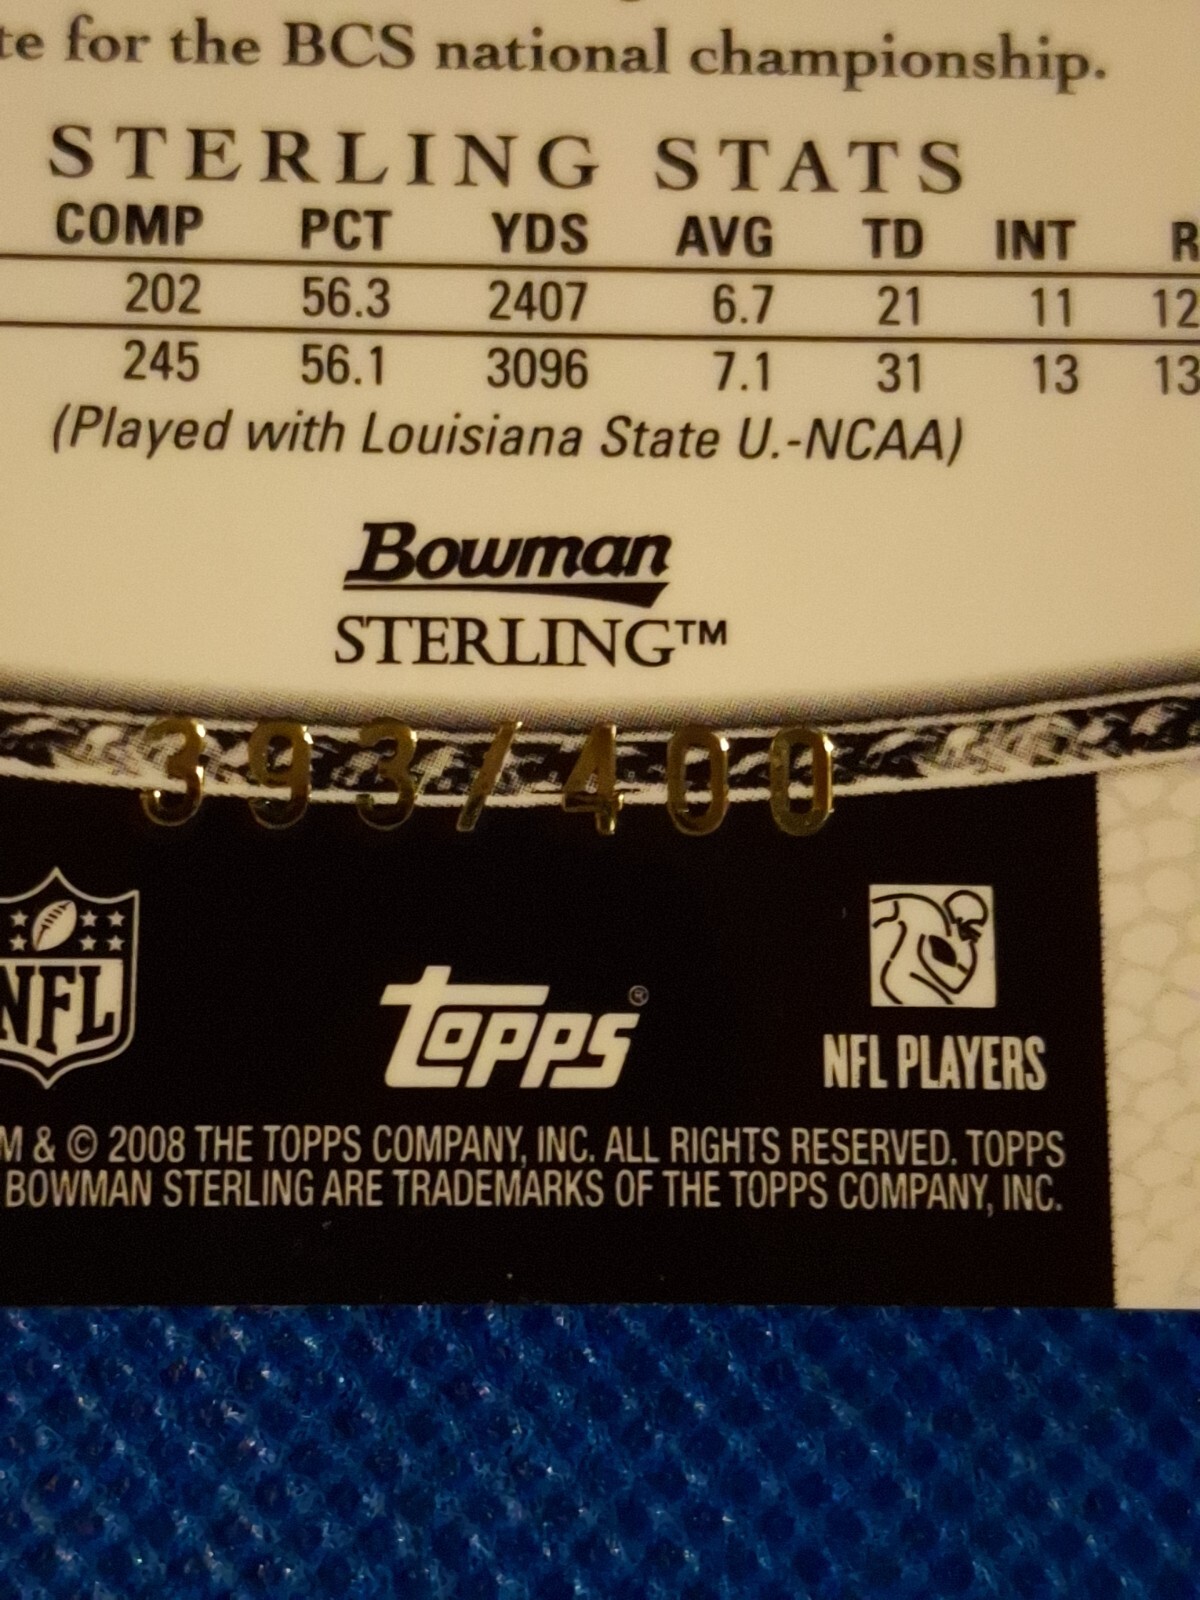 te for the BCS national championship.
STERLING STATS
COMP PCT YDS AVG TD INT R
202 56.3 2407 6.7 21 11 12
245 56.1 3096 7.1 31 13 13
(Played with Louisiana State U.-NCAA)
Bowman
STERLING™
393/400
NFL
Topps®
NFL PLAYERS
M & © 2008 THE TOPPS COMPANY, INC. ALL RIGHTS RESERVED. TOPPS
BOWMAN STERLING ARE TRADEMARKS OF THE TOPPS COMPANY, INC.